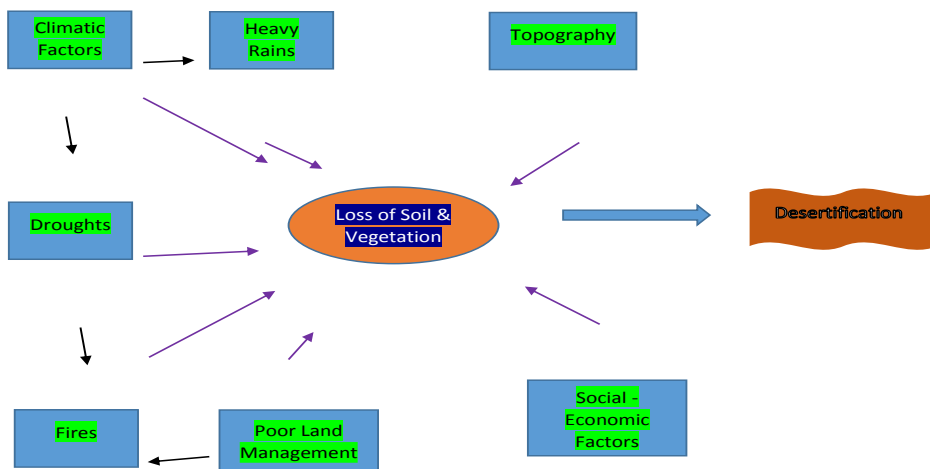 Climatic
Factors
Heavy
Rains
Topography
Droughts
Loss of Soil &
Vegetation
Desertification
Fires
Poor Land
Management
Social -
Economic
Factors